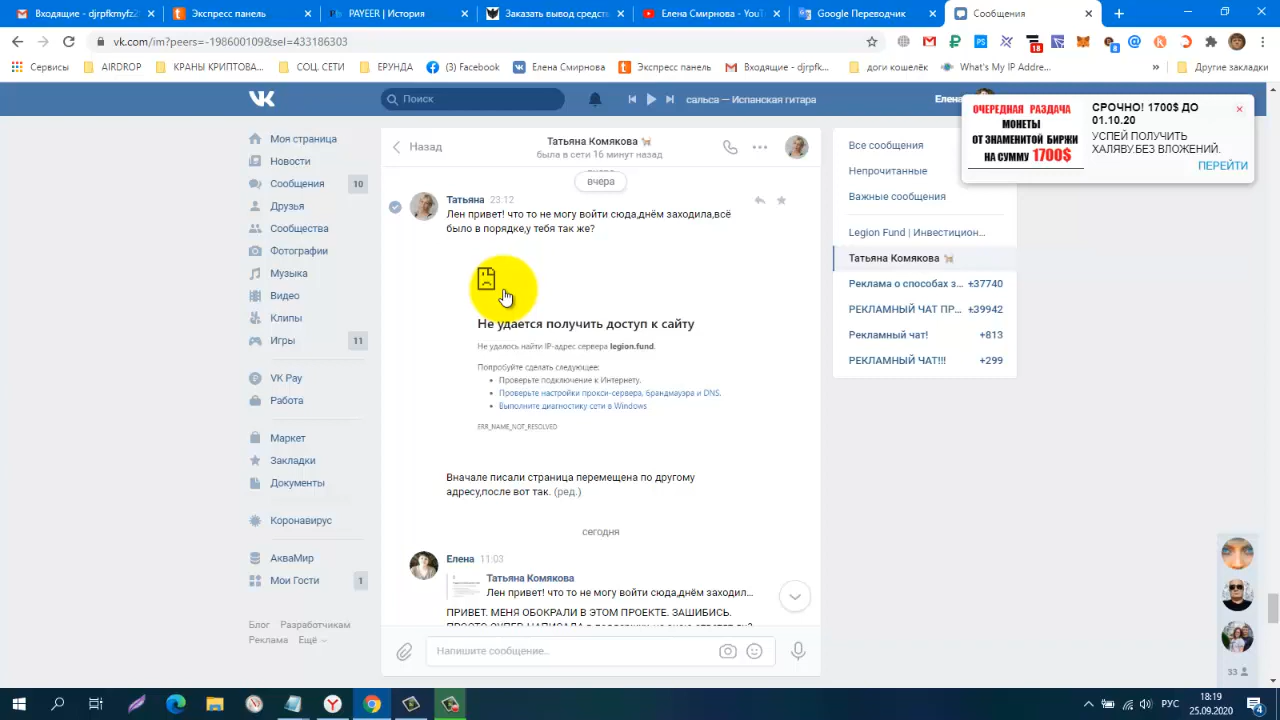 Входящие - djrpfkmyfz2
Экспресс панель
PAYEER | История
Заказать вывод средств
Елена Смирнова - YouT
Google Переводчик
Сообщения
vk.com/im?peers=-198600109&sel=433186303
18
8
Сервисы
AIRDROP
КРАНЫ КРИПТОВА...
СОЦ. СЕТИ
ЕРУНДА
(3) Facebook
Елена Смирнова
Экспресс панель
Входящие - djrpfk...
доги кошелёк
What's My IP Addre...
»
Другие закладки
Поиск
сальса — Испанская гитара
Елена
ОЧЕРЕДНАЯ РАЗДАЧА
МОНЕТЫ
ОТ ЗНАМЕНИТОЙ БИРЖИ
НА СУММУ 1700$
СРОЧНО! 1700$ ДО
01.10.20
УСПЕЙ ПОЛУЧИТЬ
ХАЛЯВУ.БЕЗ ВЛОЖЕНИЙ.
ПЕРЕЙТИ
Моя страница
Новости
Сообщения 10
Друзья
Сообщества
Фотографии
Музыка
Видео
Клипы
Игры 11
VK Pay
Работа
Маркет
Закладки
Документы
Коронавирус
АкваМир
Мои Гости 1
Блог Разработчикам
Реклама Ещё
Назад
Татьяна Комякова
была в сети 16 минут назад
вчера
Татьяна 23:12
Лен привет! что то не могу войти сюда,днём заходила,всё
было в порядке,у тебя так же?
Не удается получить доступ к сайту
Не удалось найти IP-адрес сервера legion.fund.
Попробуйте сделать следующее:
• Проверьте подключение к Интернету.
• Проверьте настройки прокси-сервера, брандмауэра и DNS.
• Выполните диагностику сети в Windows
ERR_NAME_NOT_RESOLVED
Вначале писали страница перемещена по другому
адресу,после вот так. (ред.)
сегодня
Елена 11:03
Татьяна Комякова
Лен привет! что то не могу войти сюда,днём заходил...
ПРИВЕТ. МЕНЯ ОБОКРАЛИ В ЭТОМ ПРОЕКТЕ. ЗАШИБИСЬ.
Напишите сообщение...
Все сообщения
Непрочитанные
Важные сообщения
Legion Fund | Инвестицион...
Татьяна Комякова
Реклама о способах з... +37740
РЕКЛАМНЫЙ ЧАТ ПР... +39942
Рекламный чат! +813
РЕКЛАМНЫЙ ЧАТ!!! +299
33
РУС
18:19
25.09.2020
4